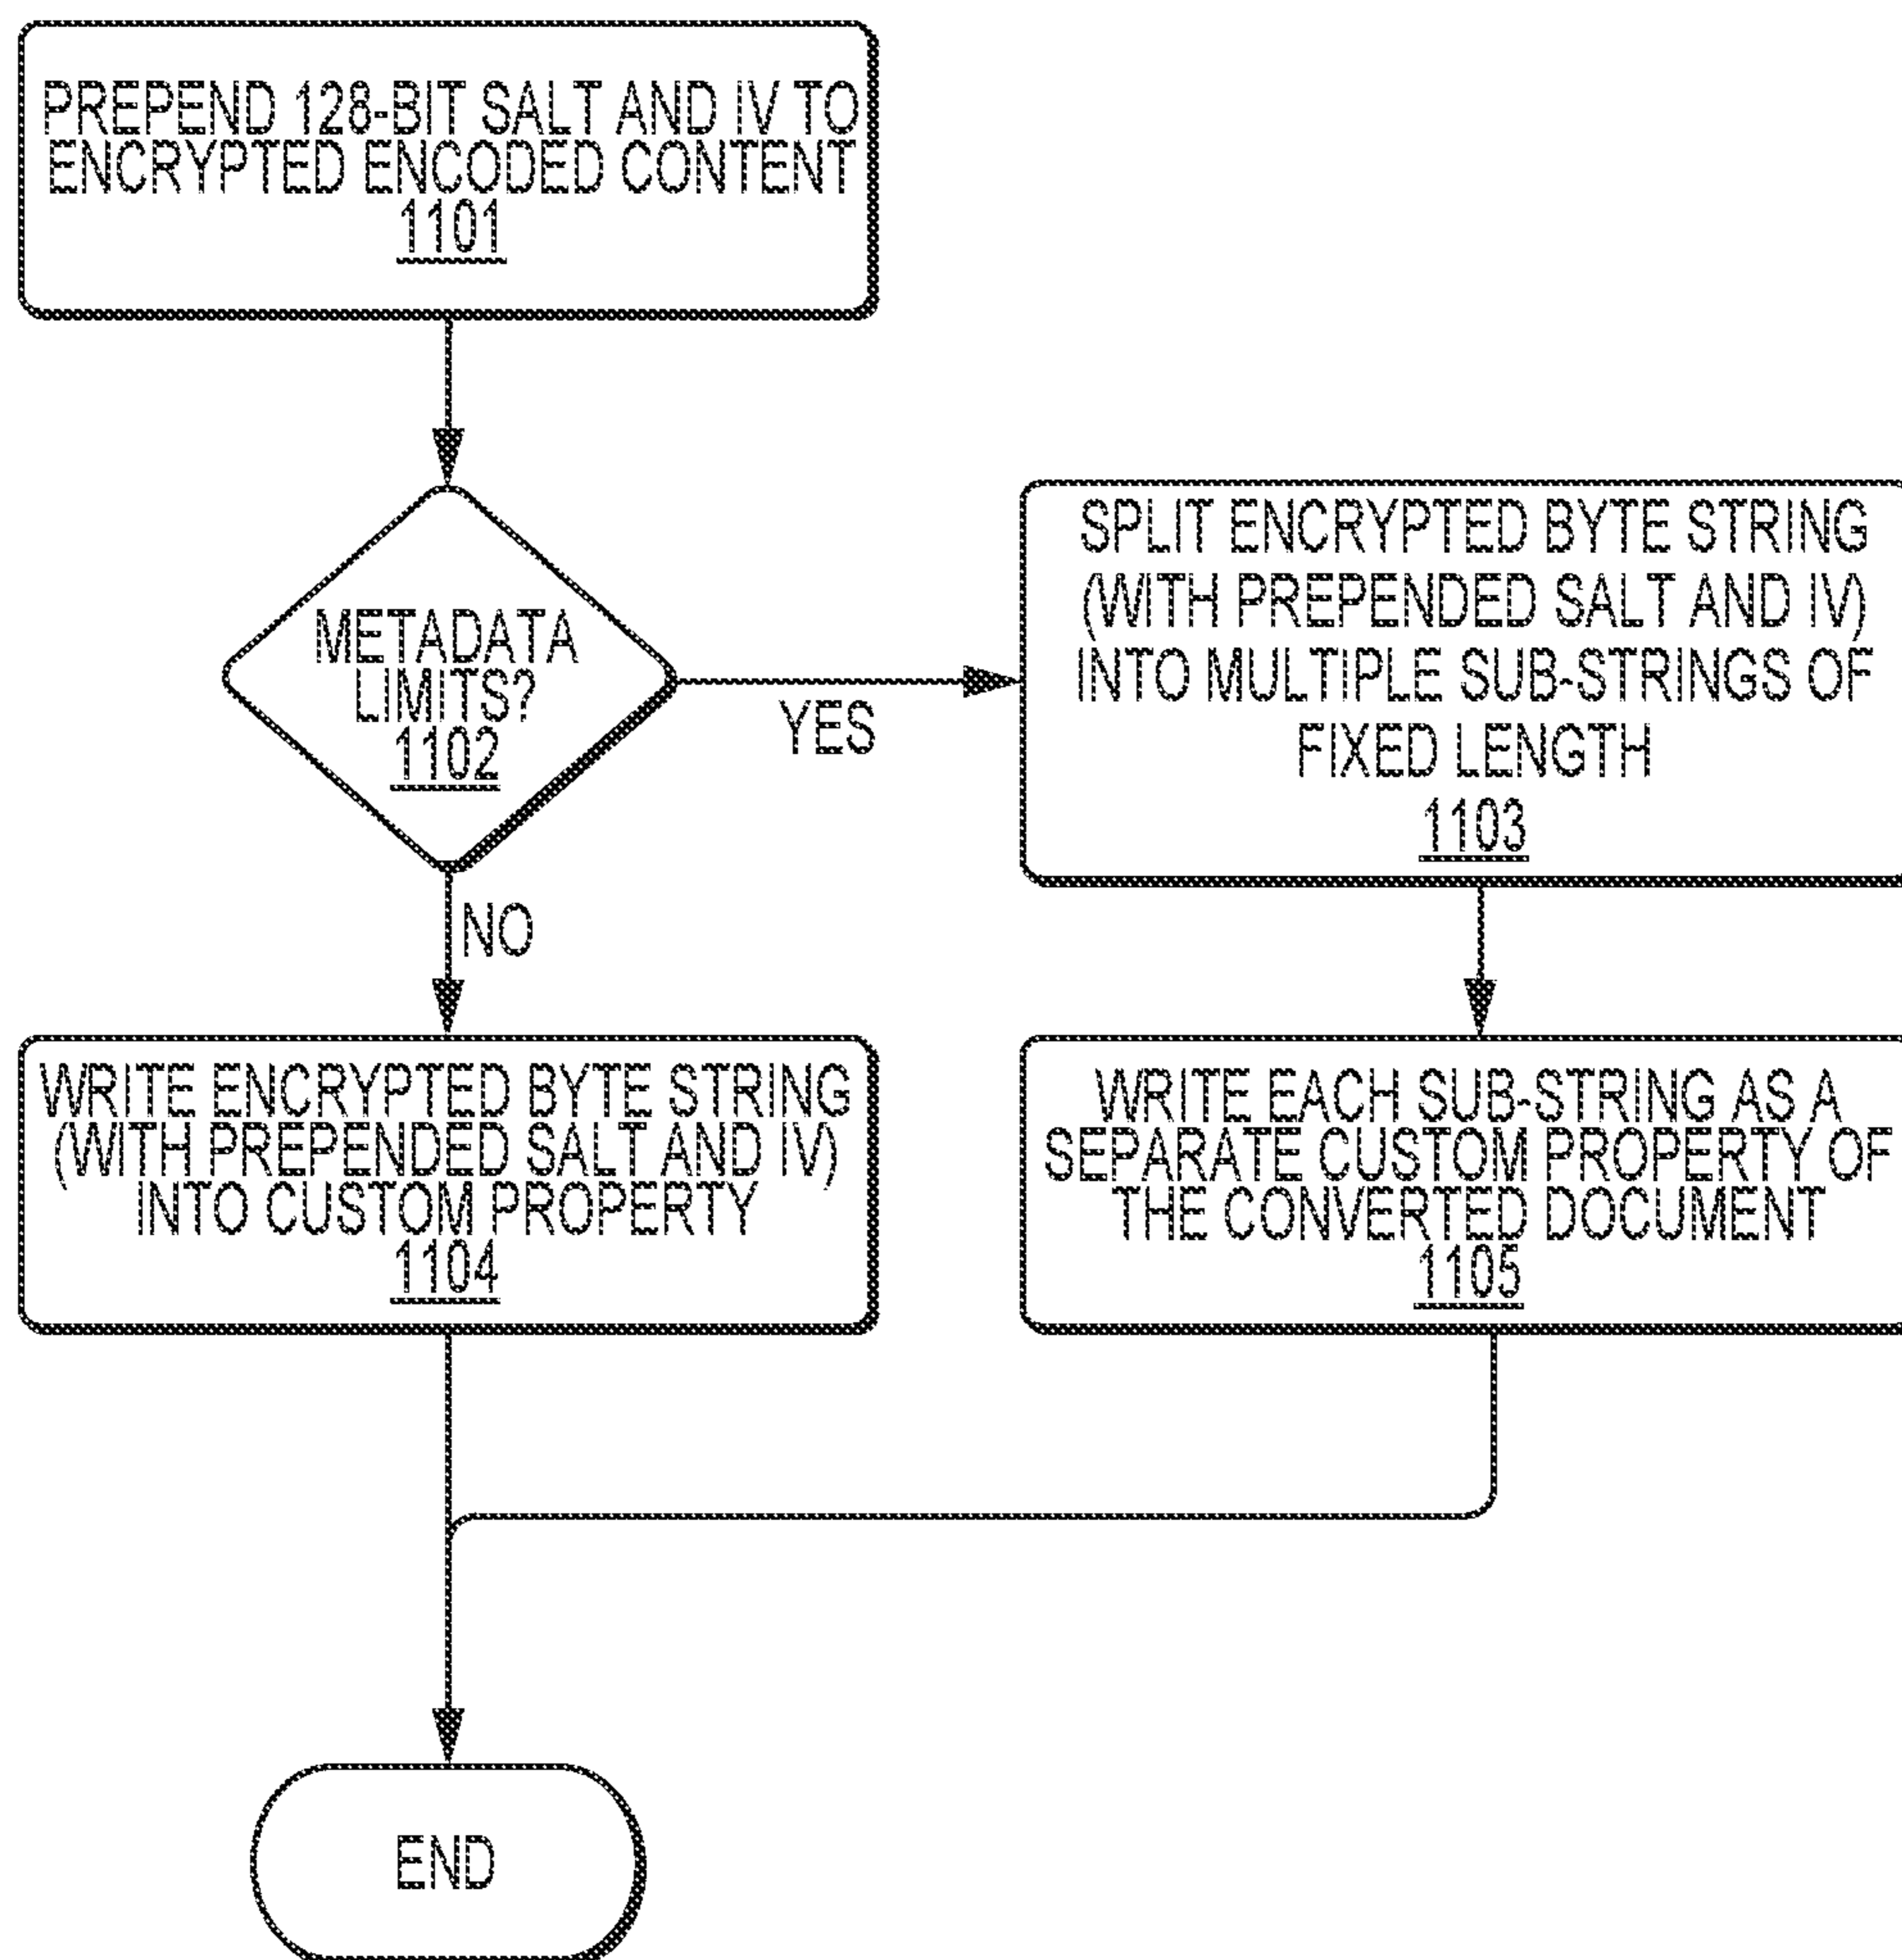 PREPEND 128-BIT SALT AND IV TO
ENCRYPTED ENCODED CONTENT
1101
METADATA
LIMITS?
1102
YES
NO
SPLIT ENCRYPTED BYTE STRING
(WITH PREPENDED SALT AND IV)
INTO MULTIPLE SUB-STRINGS OF
FIXED LENGTH
1103
WRITE ENCRYPTED BYTE STRING
(WITH PREPENDED SALT AND IV)
INTO CUSTOM PROPERTY
1104
WRITE EACH SUB-STRING AS A
SEPARATE CUSTOM PROPERTY OF
THE CONVERTED DOCUMENT
1105
END